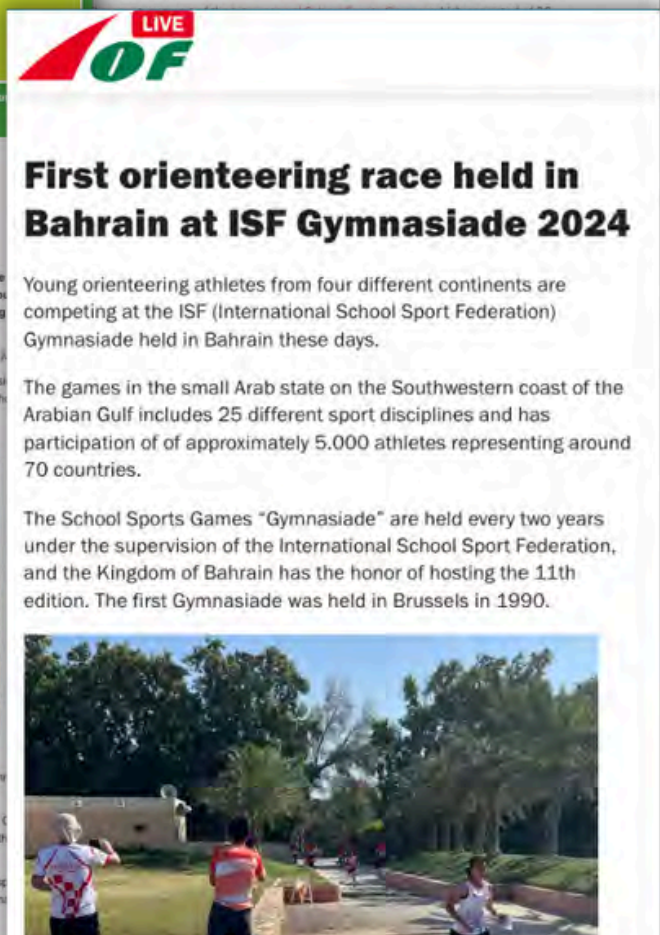 LIVE
IOF
First orienteering race held in
Bahrain at ISF Gymnasiade 2024
Young orienteering athletes from four different continents are
competing at the ISF (International School Sport Federation)
Gymnasiade held in Bahrain these days.
The games in the small Arab state on the Southwestern coast of the
Arabian Gulf includes 25 different sport disciplines and has
participation of of approximately 5.000 athletes representing around
70 countries.
The School Sports Games “Gymnasiade” are held every two years
under the supervision of the International School Sport Federation,
and the Kingdom of Bahrain has the honor of hosting the 11th
edition. The first Gymnasiade was held in Brussels in 1990.